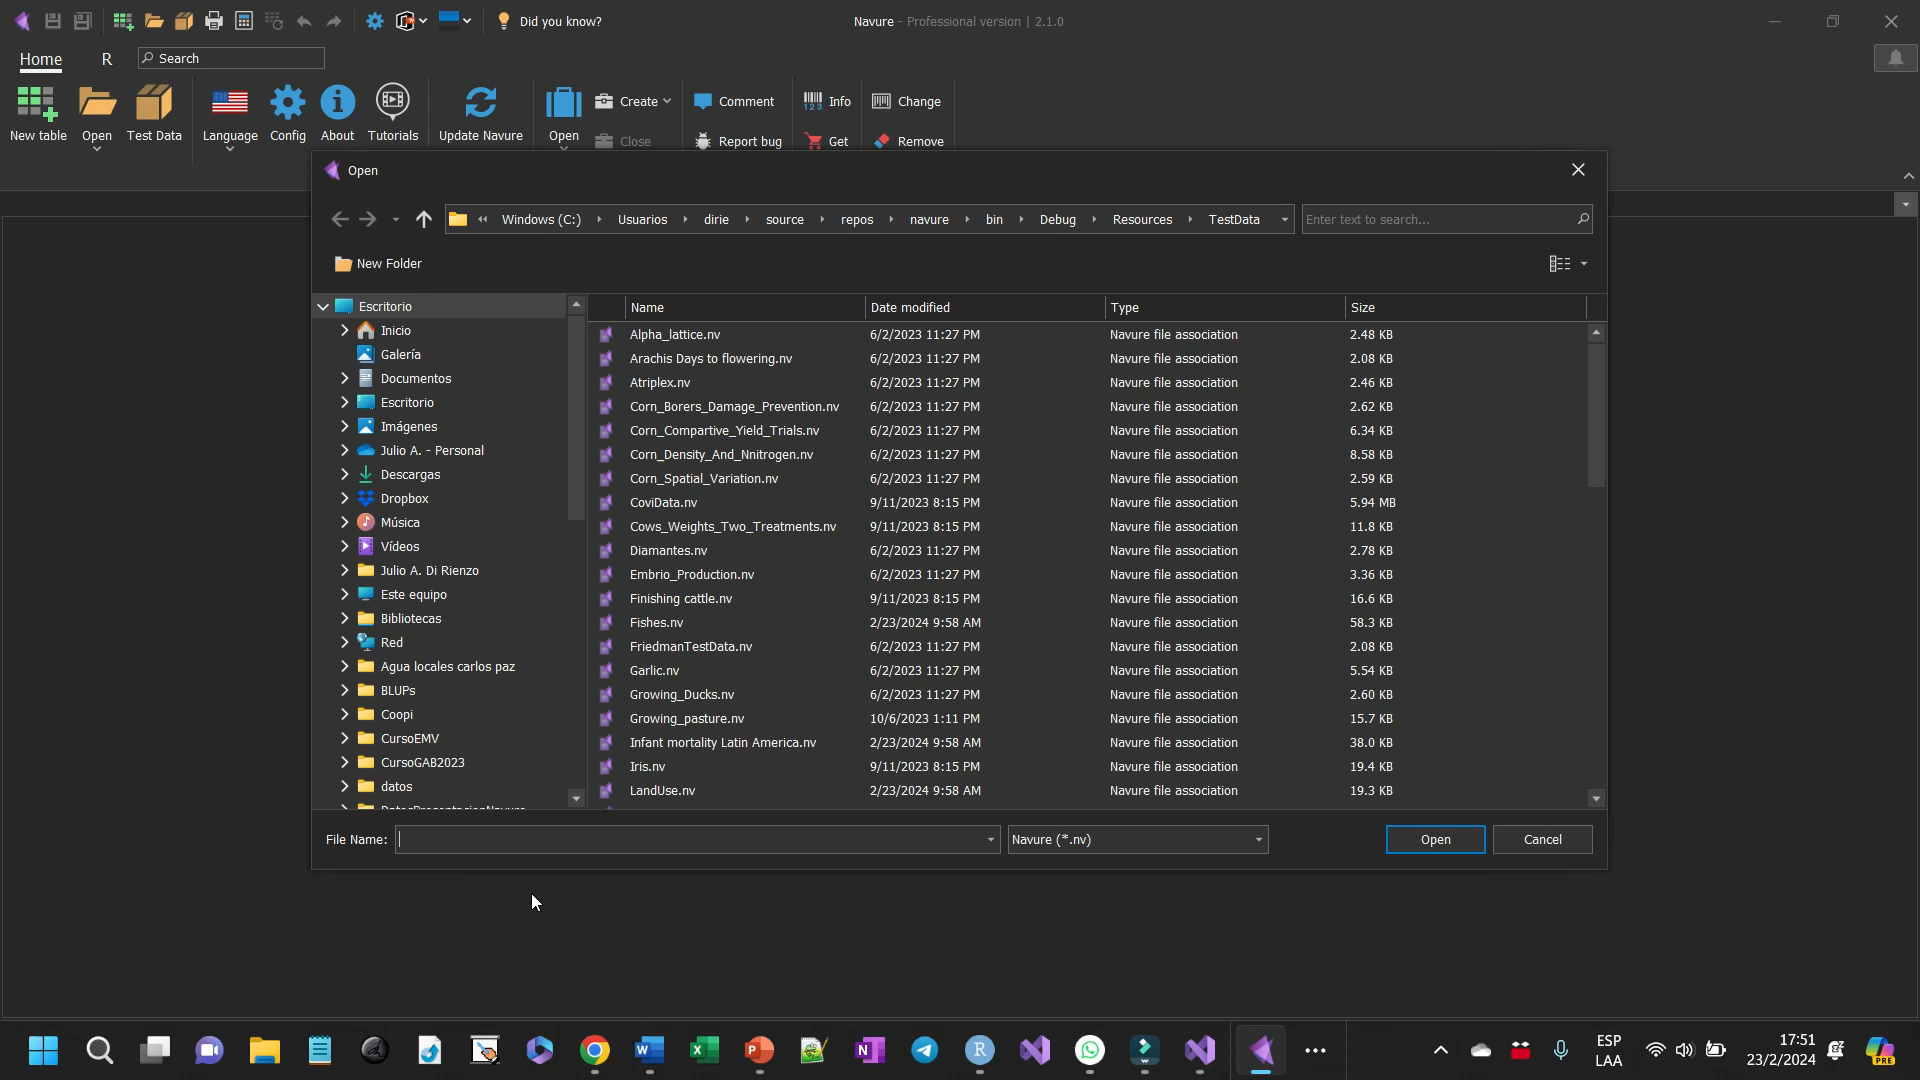 Did you know?
Navure - Professional version | 2.1.0
Home R Search
New table Open Test Data Language Config About Tutorials Update Navure Open Create Close Comment Report bug Info Get Change Remove
Open
Windows (C:) Usuarios dirie source repos navure bin Debug Resources TestData Enter text to search...
New Folder
Escritorio
Inicio
Galería
Documentos
Escritorio
Imágenes
Julio A. - Personal
Descargas
Dropbox
Música
Vídeos
Julio A. Di Rienzo
Este equipo
Bibliotecas
Red
Agua locales carlos paz
BLUPs
Coopi
CursoEMV
CursoGAB2023
datos
Name Date modified Type Size
Alpha_lattice.nv 6/2/2023 11:27 PM Navure file association 2.48 KB
Arachis Days to flowering.nv 6/2/2023 11:27 PM Navure file association 2.08 KB
Atriplex.nv 6/2/2023 11:27 PM Navure file association 2.46 KB
Corn_Borers_Damage_Prevention.nv 6/2/2023 11:27 PM Navure file association 2.62 KB
Corn_Compartive_Yield_Trials.nv 6/2/2023 11:27 PM Navure file association 6.34 KB
Corn_Density_And_Nnitrogen.nv 6/2/2023 11:27 PM Navure file association 8.58 KB
Corn_Spatial_Variation.nv 6/2/2023 11:27 PM Navure file association 2.59 KB
CoviData.nv 9/11/2023 8:15 PM Navure file association 5.94 MB
Cows_Weights_Two_Treatments.nv 9/11/2023 8:15 PM Navure file association 11.8 KB
Diamantes.nv 6/2/2023 11:27 PM Navure file association 2.78 KB
Embrio_Production.nv 6/2/2023 11:27 PM Navure file association 3.36 KB
Finishing cattle.nv 9/11/2023 8:15 PM Navure file association 16.6 KB
Fishes.nv 2/23/2024 9:58 AM Navure file association 58.3 KB
FriedmanTestData.nv 6/2/2023 11:27 PM Navure file association 2.08 KB
Garlic.nv 6/2/2023 11:27 PM Navure file association 5.54 KB
Growing_Ducks.nv 6/2/2023 11:27 PM Navure file association 2.60 KB
Growing_pasture.nv 10/6/2023 1:11 PM Navure file association 15.7 KB
Infant mortality Latin America.nv 2/23/2024 9:58 AM Navure file association 38.0 KB
Iris.nv 9/11/2023 8:15 PM Navure file association 19.4 KB
LandUse.nv 2/23/2024 9:58 AM Navure file association 19.3 KB
File Name: Navure (*.nv) Open Cancel
ESP
LAA
17:51
23/2/2024
PRE